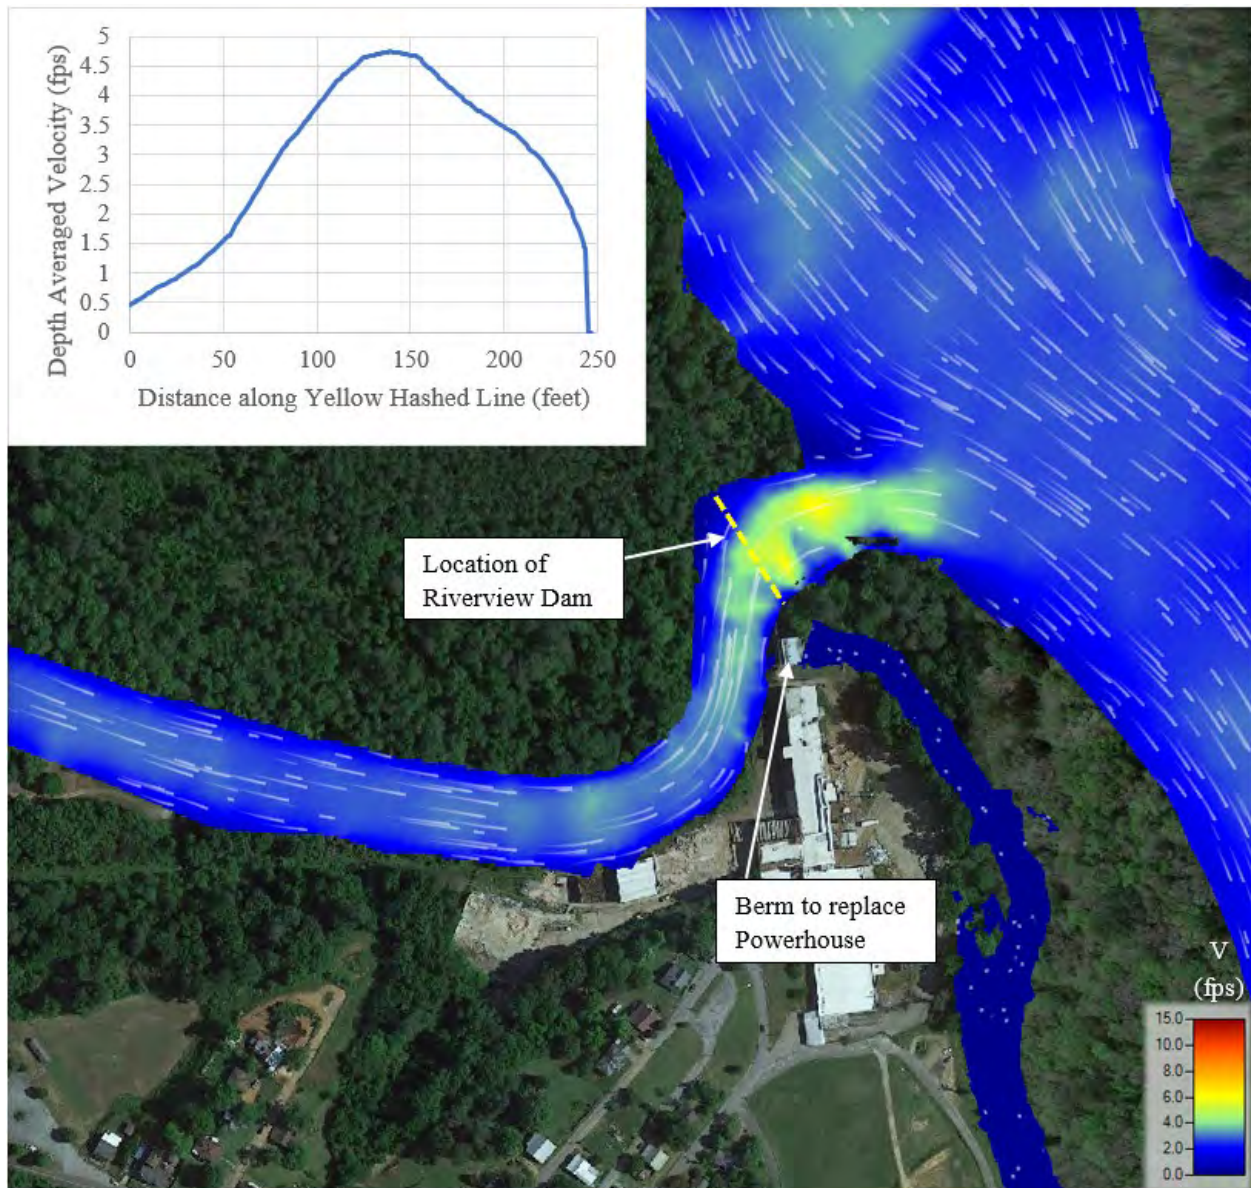 Depth Averaged Velocity (fps)
5
4.5
4
3.5
3
2.5
2
1.5
1
0.5
0
0 50 100 150 200 250
Distance along Yellow Hashed Line (feet)
Location of
Riverview Dam
Berm to replace
Powerhouse
V
(fps)
15.0
10.0
8.0
6.0
4.0
2.0
0.0